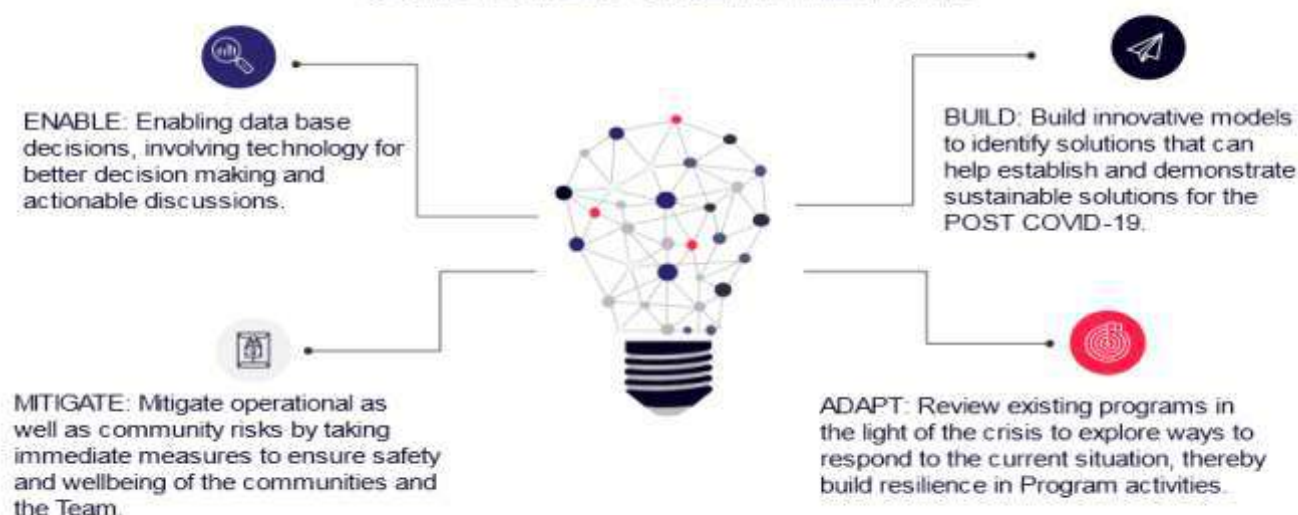 ENABLE: Enabling data base
decisions, involving technology for
better decision making and
actionable discussions.
BUILD: Build innovative models
to identify solutions that can
help establish and demonstrate
sustainable solutions for the
POST COVID-19.
MITIGATE: Mitigate operational as
well as community risks by taking
immediate measures to ensure safety
and wellbeing of the communities and
the Team.
ADAPT: Review existing programs in
the light of the crisis to explore ways to
respond to the current situation, thereby
build resilience in Program activities.